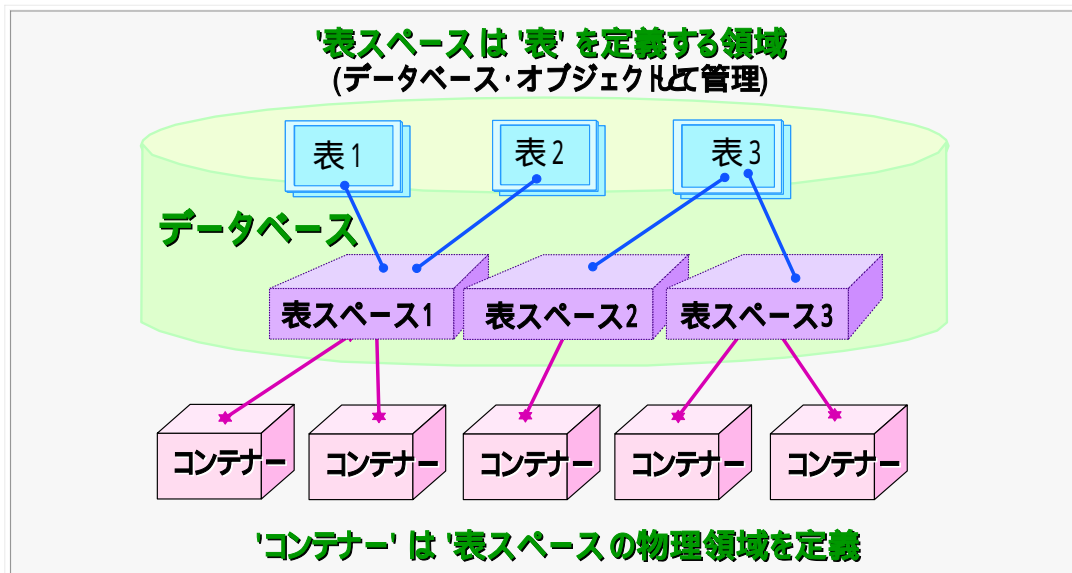 '表スペースは '表' を定義する領域
(データベース・オブジェクトとして管理)
表1
表2
表3
データベース
表スペース1
表スペース2
表スペース3
コンテナー
コンテナー
コンテナー
コンテナー
コンテナー
'コンテナー' は '表スペースの物理領域を定義